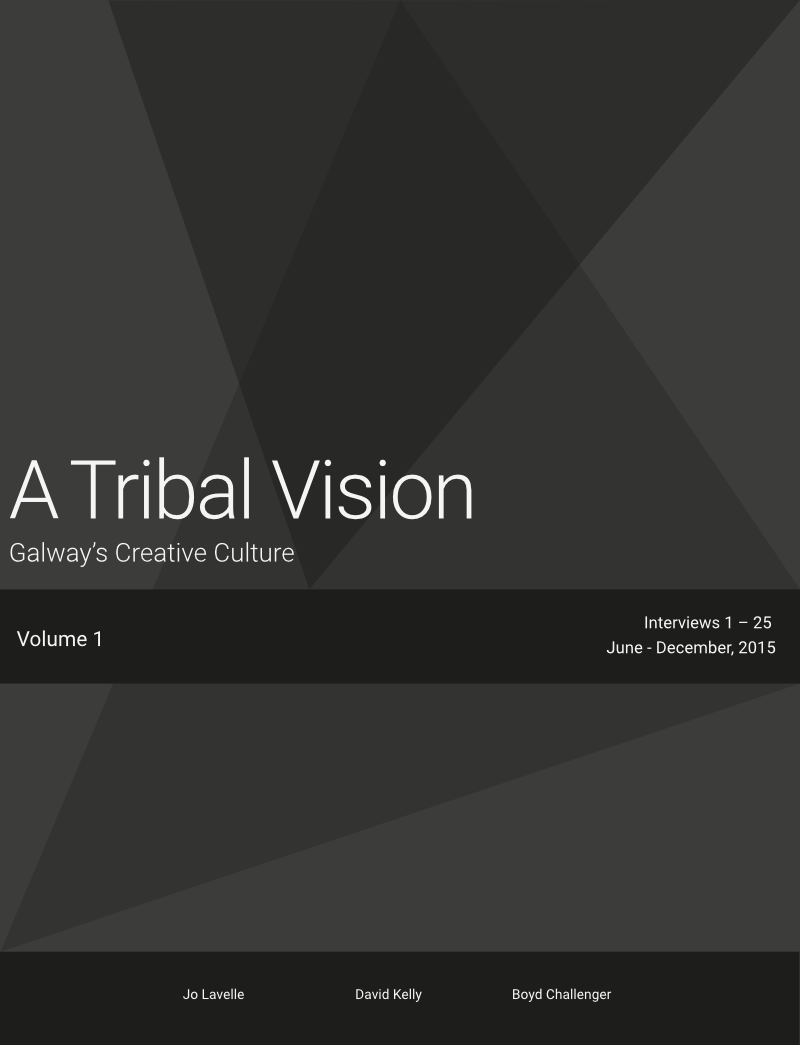 A Tribal Vision
Galway’s Creative Culture
Volume 1
Interviews 1 – 25
June - December, 2015
Jo Lavelle
David Kelly
Boyd Challenger